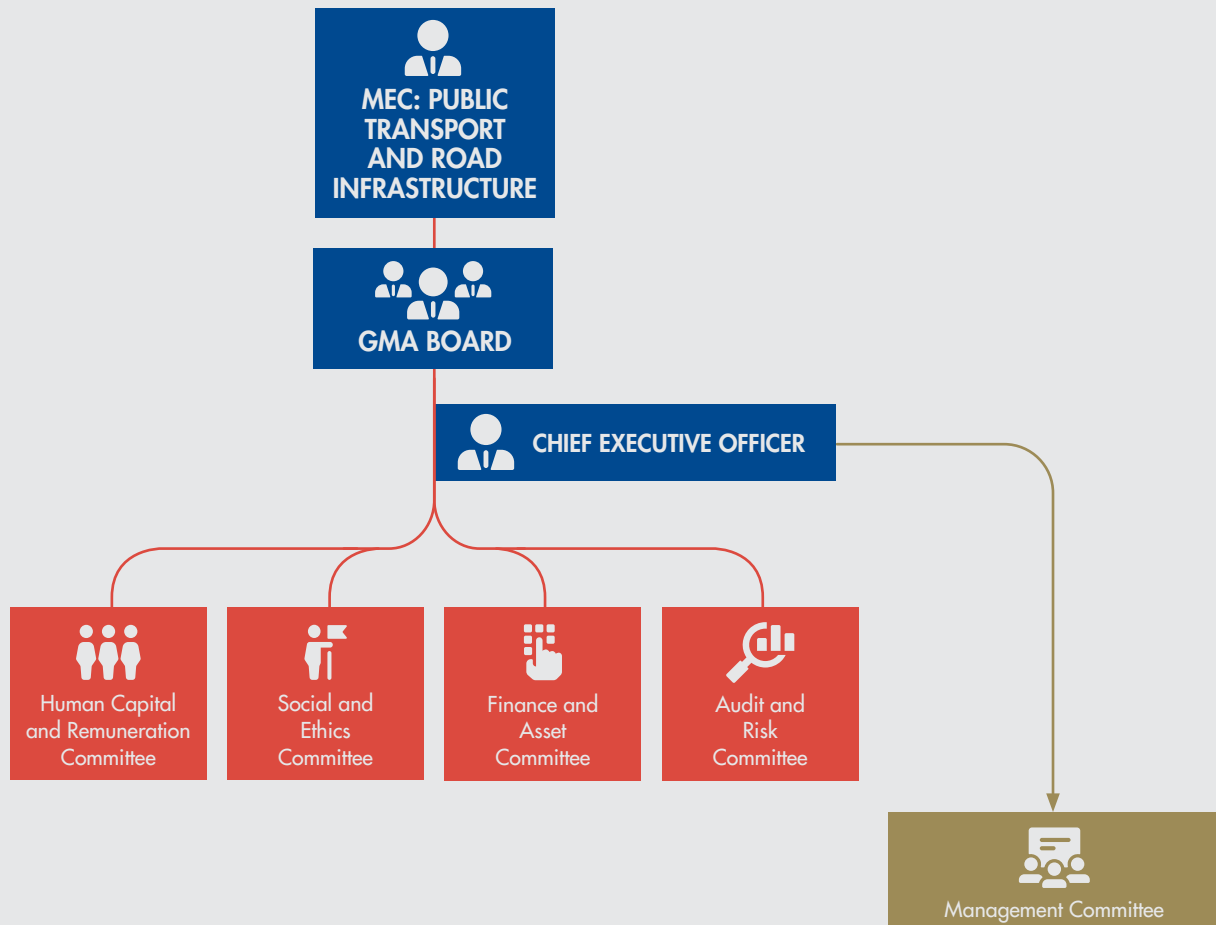 MEC: PUBLIC
TRANSPORT
AND ROAD
INFRASTRUCTURE
GMA BOARD
CHIEF EXECUTIVE OFFICER
Human Capital
and Remuneration
Committee
Social and
Ethics
Committee
Finance and
Asset
Committee
Audit and
Risk
Committee
Management Committee